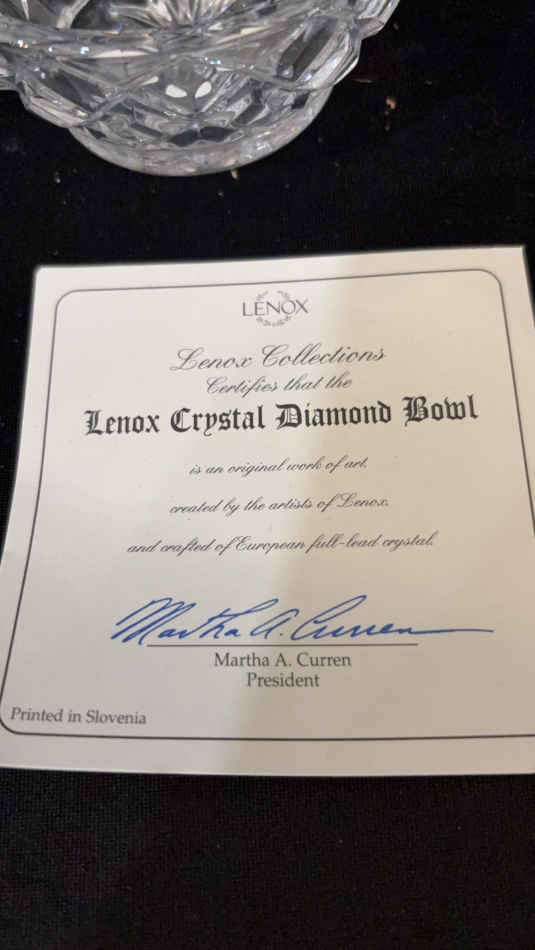 LENOX
Lenox Collections
Certifies that the
Lenox Crystal Diamond Bowl
is an original work of art,
created by the artists of Lenox,
and crafted of European full-lead crystal.
Martha A. Curren
Martha A. Curren
President
Printed in Slovenia